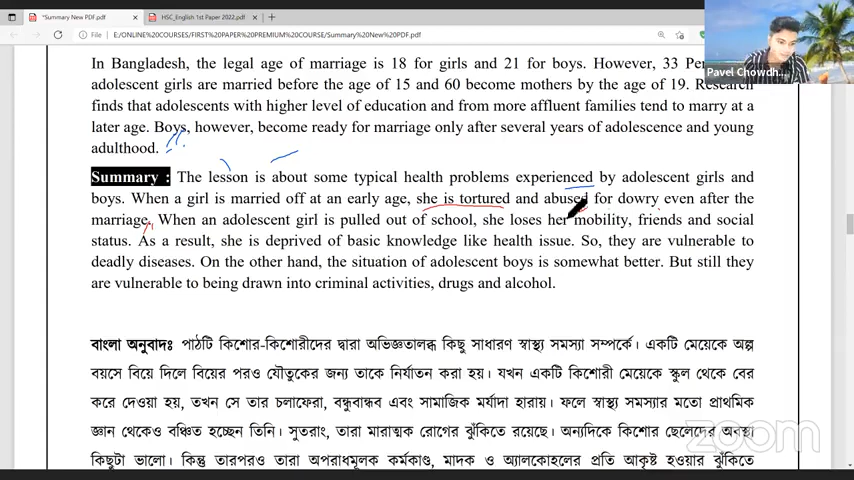 *Summary New PDF.pdf
HSC_English 1st Paper 2022.pdf
File
E:/ONLINE%20COURSES/FIRST%20PAPER%20PREMIUM%20COURSE/Summary%20New%20PDF.pdf
Pavel Chowdh...
In Bangladesh, the legal age of marriage is 18 for girls and 21 for boys. However, 33 Per
adolescent girls are married before the age of 15 and 60 become mothers by the age of 19. Research
finds that adolescents with higher level of education and from more affluent families tend to marry at a
later age. Boys, however, become ready for marriage only after several years of adolescence and young
adulthood.
Summary : The lesson is about some typical health problems experienced by adolescent girls and
boys. When a girl is married off at an early age, she is tortured and abused for dowry even after the
marriage. When an adolescent girl is pulled out of school, she loses her mobility, friends and social
status. As a result, she is deprived of basic knowledge like health issue. So, they are vulnerable to
deadly diseases. On the other hand, the situation of adolescent boys is somewhat better. But still they
are vulnerable to being drawn into criminal activities, drugs and alcohol.
বাংলা অনুবাদঃ পাঠটি কিশোর-কিশোরীদের দ্বারা অভিজ্ঞতালব্ধ কিছু সাধারণ স্বাস্থ্য সমস্যা সম্পর্কে। একটি মেয়েকে অল্প
বয়সে বিয়ে দিলে বিয়ের পরও যৌতুকের জন্য তাকে নির্যাতন করা হয়। যখন একটি কিশোরী মেয়েকে স্কুল থেকে বের
করে দেওয়া হয়, তখন সে তার চলাফেরা, বন্ধুবান্ধব এবং সামাজিক মর্যাদা হারায়। ফলে স্বাস্থ্য সমস্যার মতো প্রাথমিক
জ্ঞান থেকেও বঞ্চিত হচ্ছেন তিনি। সুতরাং, তারা মারাত্মক রোগের ঝুঁকিতে রয়েছে। অন্যদিকে কিশোর ছেলেদের অবস্থা
কিছুটা ভালো। কিন্তু তারপরও তারা অপরাধমূলক কর্মকাণ্ড, মাদক ও অ্যালকোহলের প্রতি আকৃষ্ট হওয়ার ঝুঁকিতে
zoom